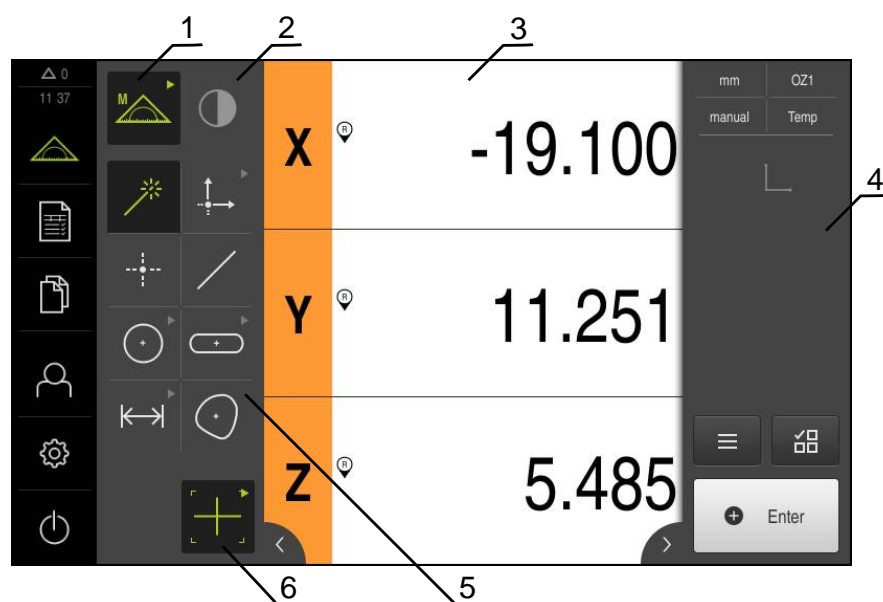 1 2 3
0
11 37
M
mm OZ1
manual Temp
X R -19.100
4
Y R 11.251
Z R 5.485
Enter
6 5